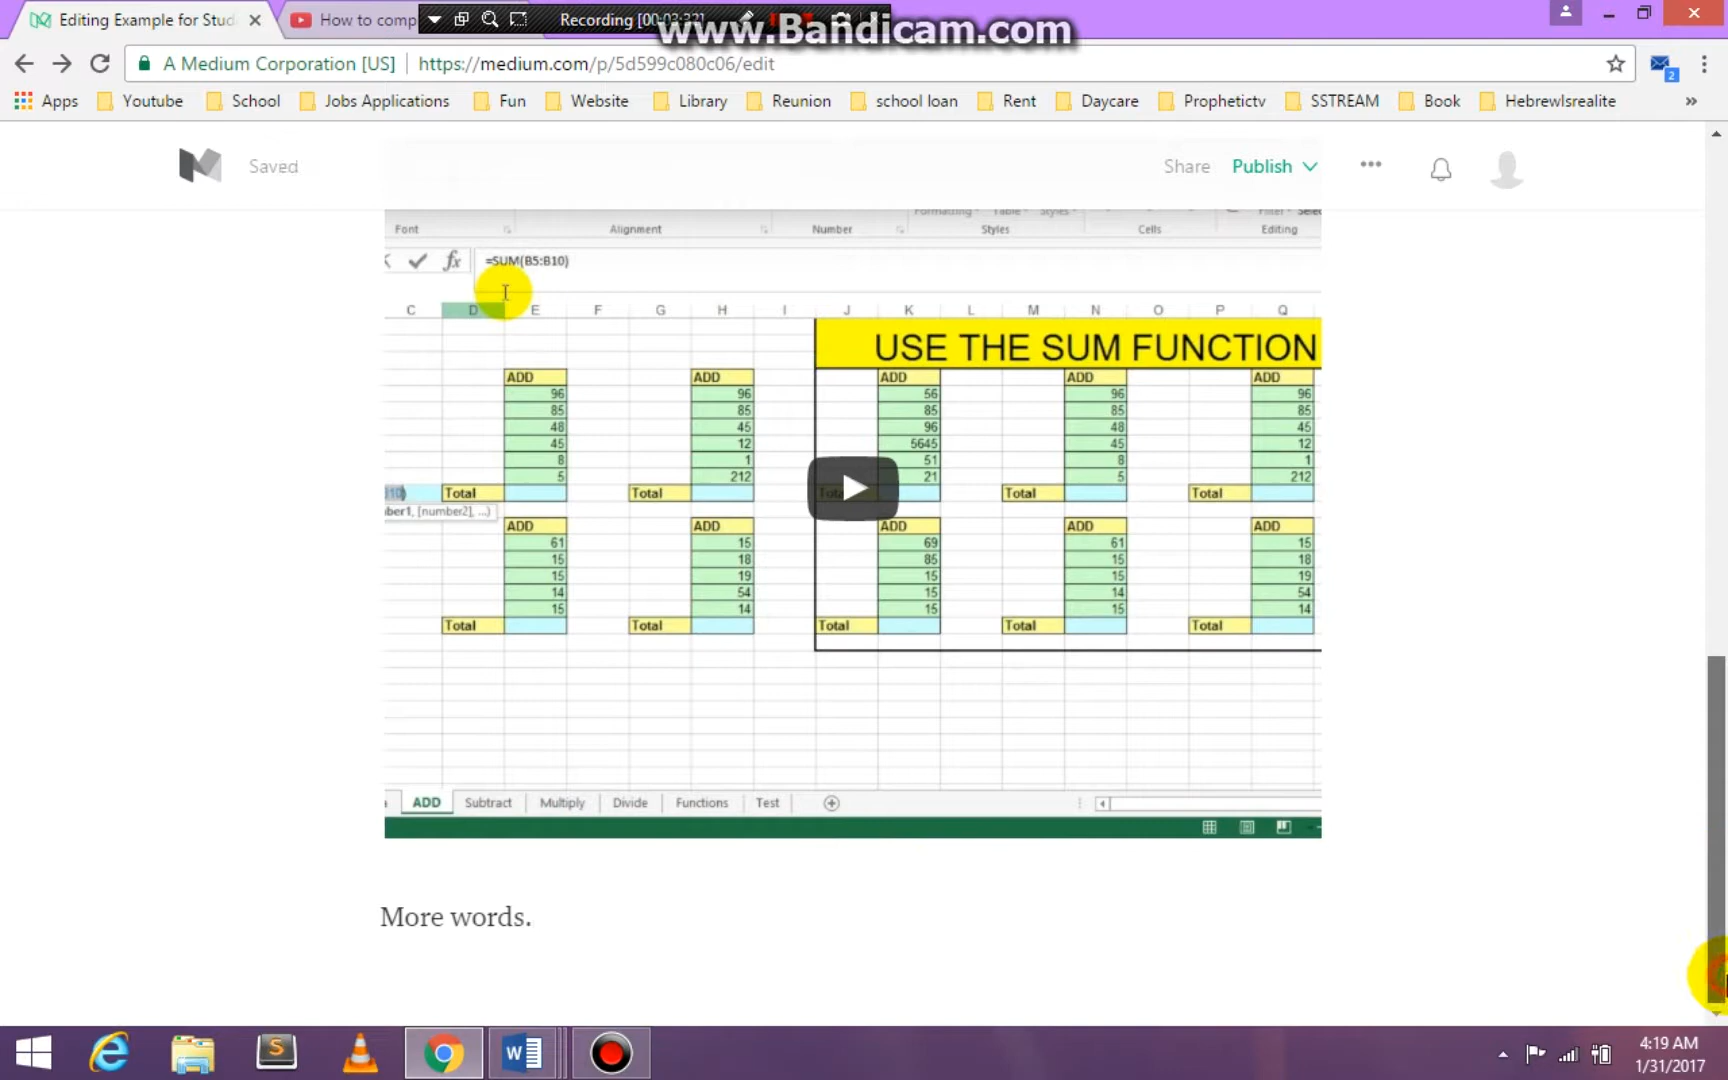 Editing Example for Stud
How to comp
Recording
www.Bandicam.com
A Medium Corporation [US]
https://medium.com/p/5d599c080c06/edit
Apps Youtube School Jobs Applications Fun Website Library Reunion school loan Rent Daycare Prophetictv SSTREAM Book HebrewIsrealite »
Saved Share Publish
Formatting Table Styles
Font Alignment Number Styles Cells Editing
fx =SUM(B5:B10)
C D E F G H I J K L M N O P Q
USE THE SUM FUNCTION
ADD ADD ADD ADD ADD
96 96 56 96 96
85 85 85 85 85
48 45 96 48 45
45 12 5645 45 12
8 1 51 8 1
5 212 21 5 212
Total Total Total Total Total
[number2], ...)
ADD ADD ADD ADD ADD
61 15 69 61 15
15 18 85 15 18
15 19 15 15 19
14 54 15 14 54
15 14 15 15 14
Total Total Total Total Total
ADD Subtract Multiply Divide Functions Test
More words.
4:19 AM
1/31/2017